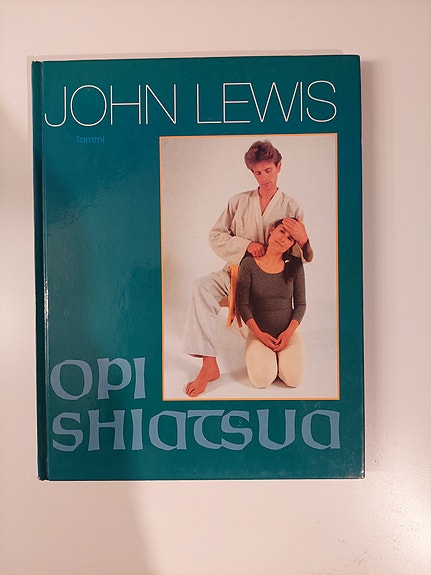 JOHN LEWIS
Tammi
OPI
SHIATSUA